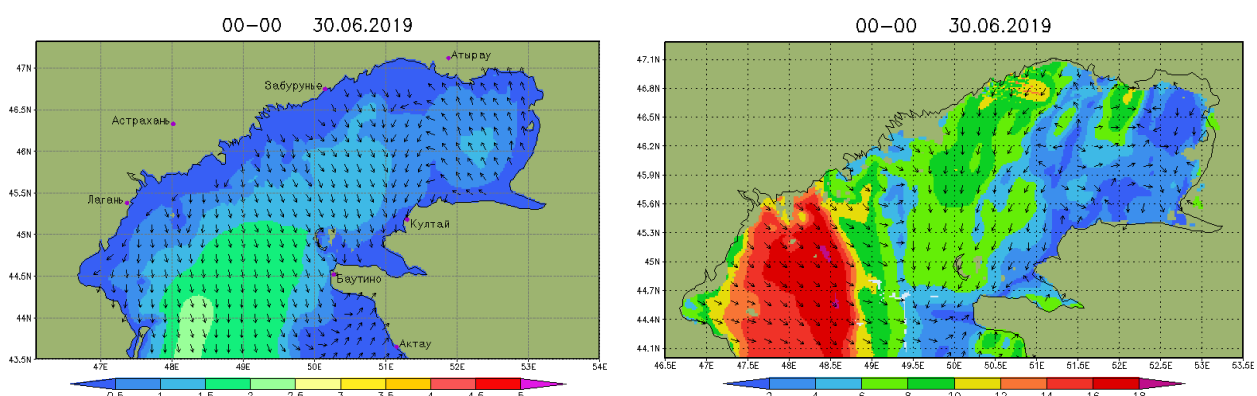 00-00 30.06.2019
47N
46.5N
46N
45.5N
45N
44.5N
44N
43.5N
Атырау
Забурунье
Астрахань
Лагань
Култай
Баутино
Актау
47E 48E 49E 50E 51E 52E 53E 54E
0.5 1 1.5 2 2.5 3 3.5 4 4.5 5
00-00 30.06.2019
47.1N
46.8N
46.5N
46.2N
45.9N
45.6N
45.3N
45N
44.7N
44.4N
44.1N
46.5E 47E 47.5E 48E 48.5E 49E 49.5E 50E 50.5E 51E 51.5E 52E 52.5E 53E 53.5E
2 4 6 8 10 12 14 16 18